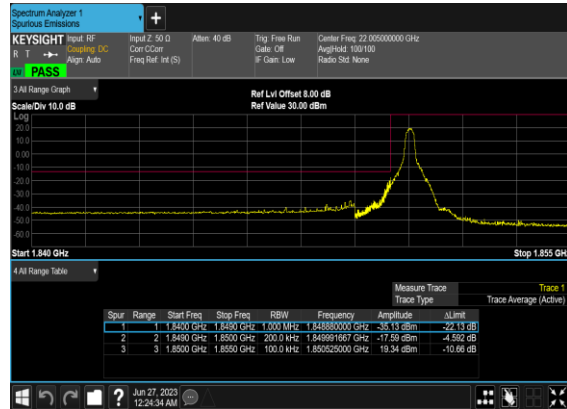 Spectrum Analyzer 1
Spurious Emissions
+
KEYSIGHT Input: RF Input Z: 50 Ω Atten: 40 dB Trig: Free Run Center Freq: 22.005000000 GHz
R T Coupling: DC Corr CCorr Gate: Off Avg|Hold: 100/100
Align: Auto Freq Ref: Int (S) IF Gain: Low Radio Std: None
PASS
3 All Range Graph
Ref Lvl Offset 8.00 dB
Scale/Div 10.0 dB Ref Value 30.00 dBm
Log
20.0
10.0
0.00
-10.0
-20.0
-30.0
-40.0
-50.0
-60.0
Start 1.840 GHz Stop 1.855 GH
4 All Range Table
Measure Trace Trace 1
Trace Type Trace Average (Active)
Spur Range Start Freq Stop Freq RBW Frequency Amplitude ΔLimit
1 1 1.8400 GHz 1.8490 GHz 1.000 MHz 1.848880000 GHz -35.13 dBm -22.13 dB
2 2 1.8490 GHz 1.8500 GHz 200.0 kHz 1.849991667 GHz -17.59 dBm -4.592 dB
3 3 1.8500 GHz 1.8550 GHz 100.0 kHz 1.850525000 GHz 19.34 dBm -10.66 dB
? Jun 27, 2023
12:24:34 AM